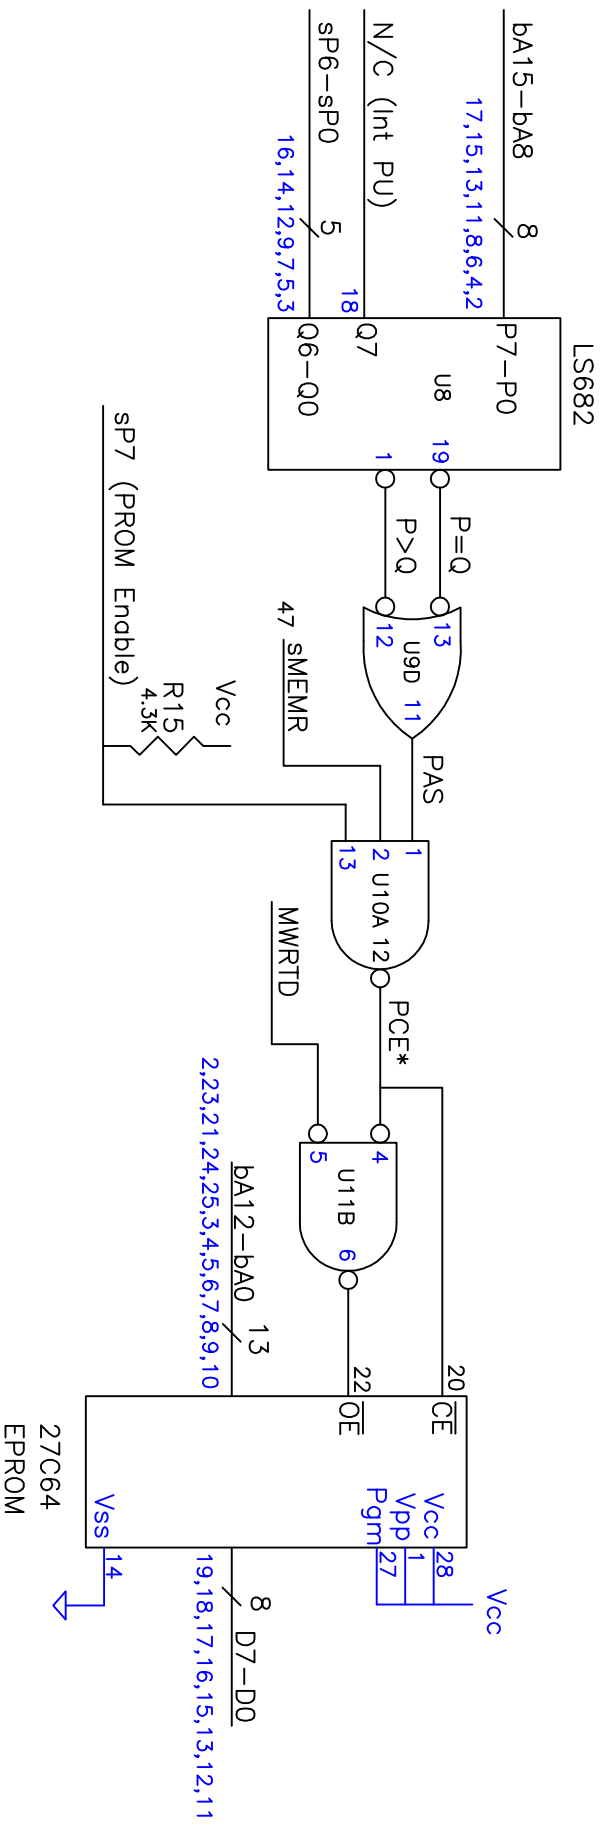 bA15-bA8
8
17,15,13,11,8,6,4,2
N/C (Int PU)
18
sP6-sP0
5
16,14,12,9,7,5,3
LS682
P7-P0
U8
Q7
Q6-Q0
19
1
P=Q
P>Q
13
12
U9D
11
PAS
47 sMEMR
sP7 (PROM Enable)
Vcc
R15
4.3K
1
2
13
U10A
12
PCE*
MWRTD
4
5
U11B
6
bA12-bA0
13
2,23,21,24,25,3,4,5,6,7,8,9,10
20
CE
22
OE
Vcc
28
Vpp
1
Pgm
27
Vcc
Vss
14
27C64
EPROM
8
D7-D0
19,18,17,16,15,13,12,11